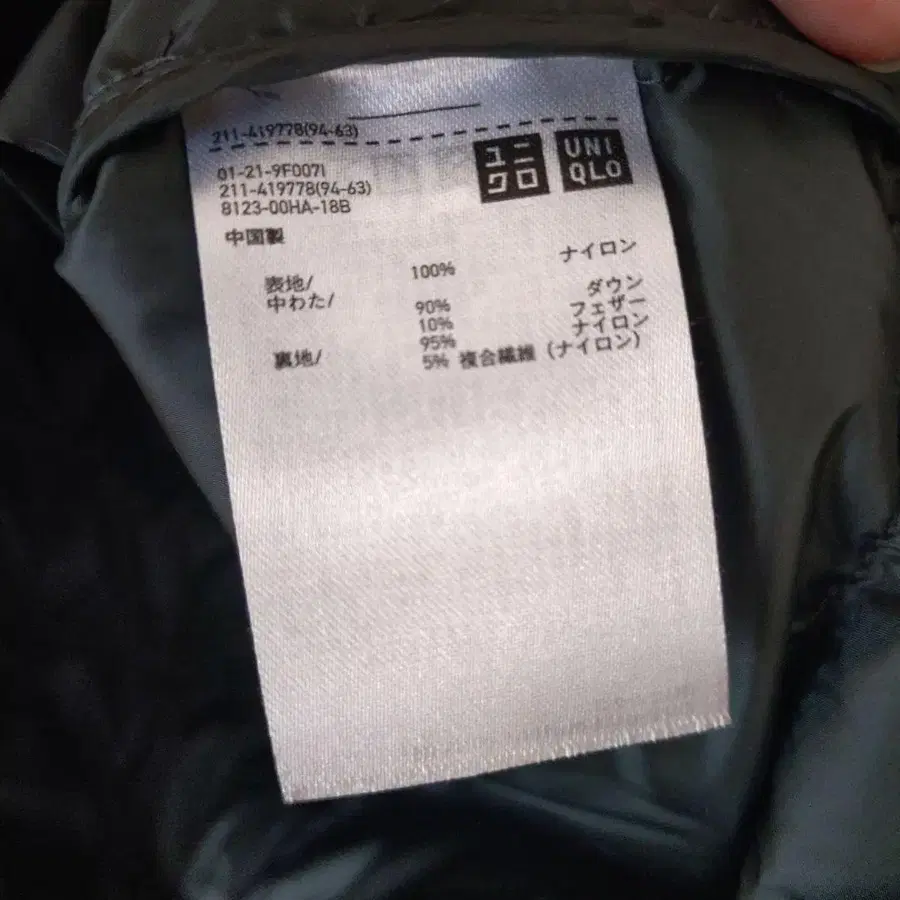 211-419778(94-63)
ユニ
クロ
UNI
QLO
01-21-9F007I
211-419778(94-63)
8123-00HA-18B
中国製
表地/ 100% ナイロン
中わた/ 90% ダウン
10% フェザー
裏地/ 95% ナイロン
5% 複合繊維(ナイロン)